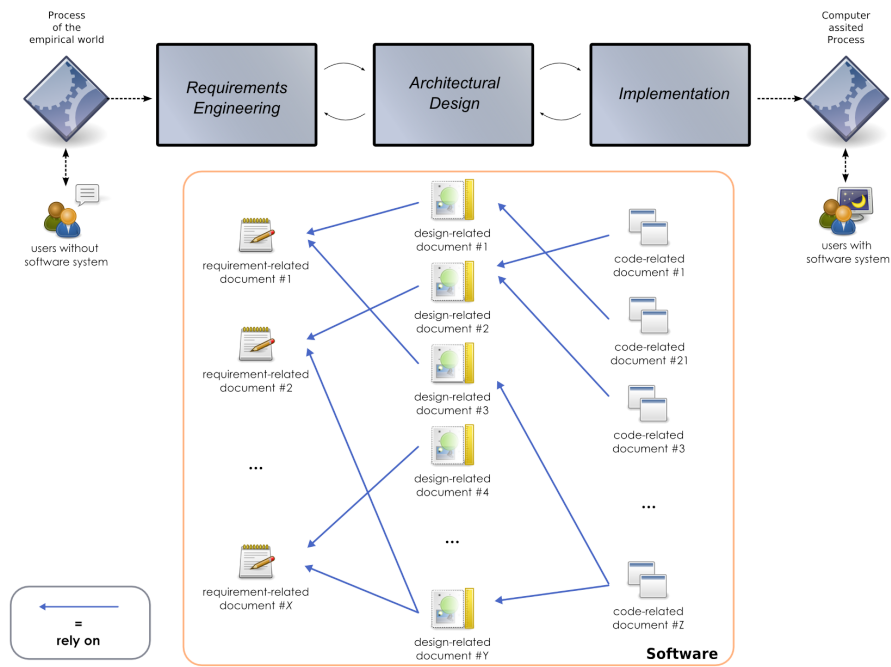 Process
of the
empirical world
Computer
assited
Process
Requirements
Engineering
Architectural
Design
Implementation
users without
software system
users with
software system
requirement-related
document #1
requirement-related
document #2
...
requirement-related
document #X
design-related
document #1
design-related
document #2
design-related
document #3
design-related
document #4
...
design-related
document #Y
code-related
document #1
code-related
document #21
code-related
document #3
...
code-related
document #Z
=
rely on
Software